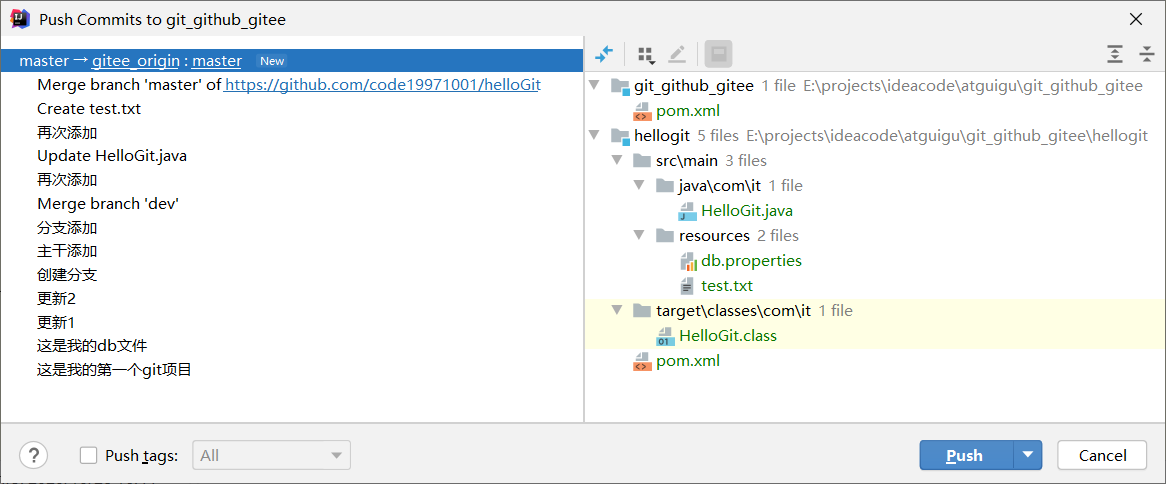 Push Commits to git_github_gitee
master → gitee_origin : master New
Merge branch 'master' of https://github.com/code19971001/helloGit
Create test.txt
再次添加
Update HelloGit.java
再次添加
Merge branch 'dev'
分支添加
主干添加
创建分支
更新2
更新1
这是我的db文件
这是我的第一个git项目
git_github_gitee 1 file E:\projects\ideacode\atguigu\git_github_gitee
pom.xml
hellogit 5 files E:\projects\ideacode\atguigu\git_github_gitee\hellogit
src\main 3 files
java\com\it 1 file
HelloGit.java
resources 2 files
db.properties
test.txt
target\classes\com\it 1 file
HelloGit.class
pom.xml
? Push tags: All
Push
Cancel